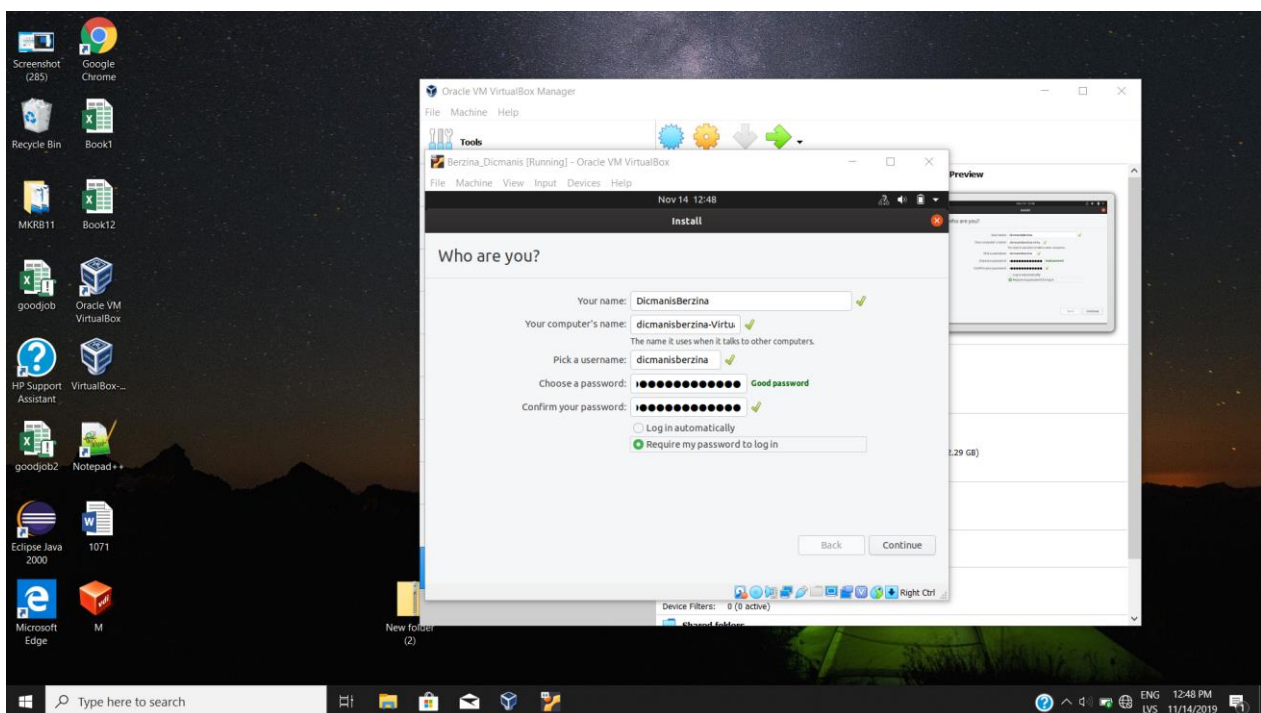 Screenshot
(285)
Google
Chrome
Recycle Bin
Book1
MKRB11
Book12
goodjob
Oracle VM
VirtualBox
HP Support
Assistant
VirtualBox-...
goodjob2
Notepad++
Eclipse Java
2000
1071
Microsoft
Edge
M
New folder
(2)
Oracle VM VirtualBox Manager
File Machine Help
Tools
Preview
Berzina_Dicmanis [Running] - Oracle VM VirtualBox
File Machine View Input Devices Help
Nov 14 12:48
Install
Who are you?
Your name: DicmanisBerzina
Your computer's name: dicmanisberzina-Virtu
The name it uses when it talks to other computers.
Pick a username: dicmanisberzina
Choose a password: ●●●●●●●●●●●● Good password
Confirm your password: ●●●●●●●●●●●●
Log in automatically
Require my password to log in
Back Continue
Right Ctrl
2.29 GB)
Device Filters: 0 (0 active)
Shared folders
Type here to search
ENG 12:48 PM
LVS 11/14/2019